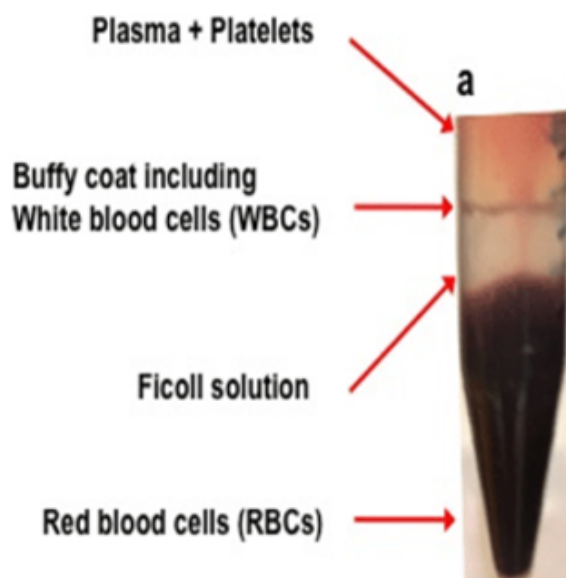 Plasma + Platelets
a
Buffy coat including
White blood cells (WBCs)
Ficoll solution
Red blood cells (RBCs)